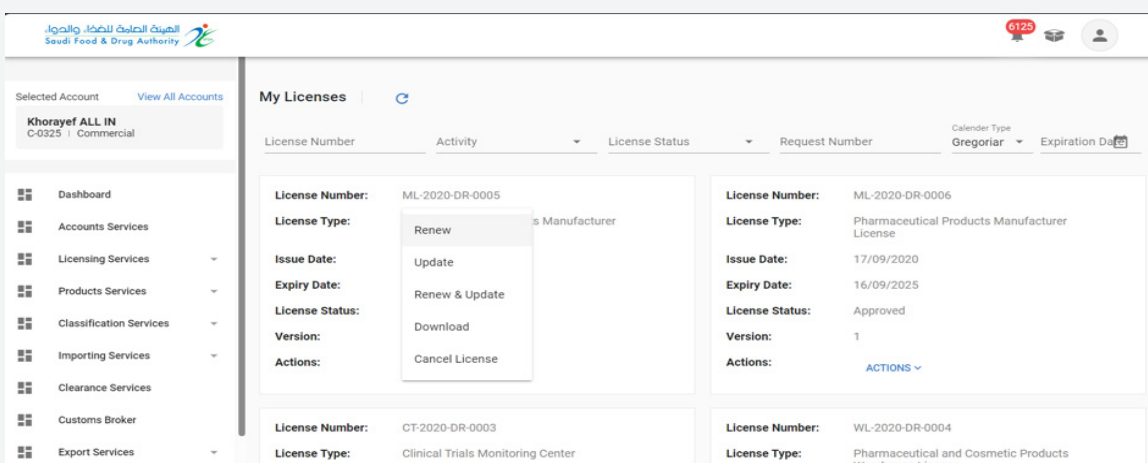 الهيئة العامة للغذاء والدواء
Saudi Food & Drug Authority
6125
Selected Account
View All Accounts
Khorayef ALL IN
C-0325 | Commercial
Dashboard
Accounts Services
Licensing Services
Products Services
Classification Services
Importing Services
Clearance Services
Customs Broker
Export Services
My Licenses
License Number
Activity
License Status
Request Number
Calender Type
Gregoriar
Expiration Date
License Number: ML-2020-DR-0005
License Type: s Manufacturer
Issue Date:
Expiry Date:
License Status:
Version:
Actions:
Renew
Update
Renew & Update
Download
Cancel License
License Number: ML-2020-DR-0006
License Type: Pharmaceutical Products Manufacturer
License
Issue Date: 17/09/2020
Expiry Date: 16/09/2025
License Status: Approved
Version: 1
Actions: ACTIONS
License Number: CT-2020-DR-0003
License Type: Clinical Trials Monitoring Center
License Number: WL-2020-DR-0004
License Type: Pharmaceutical and Cosmetic Products